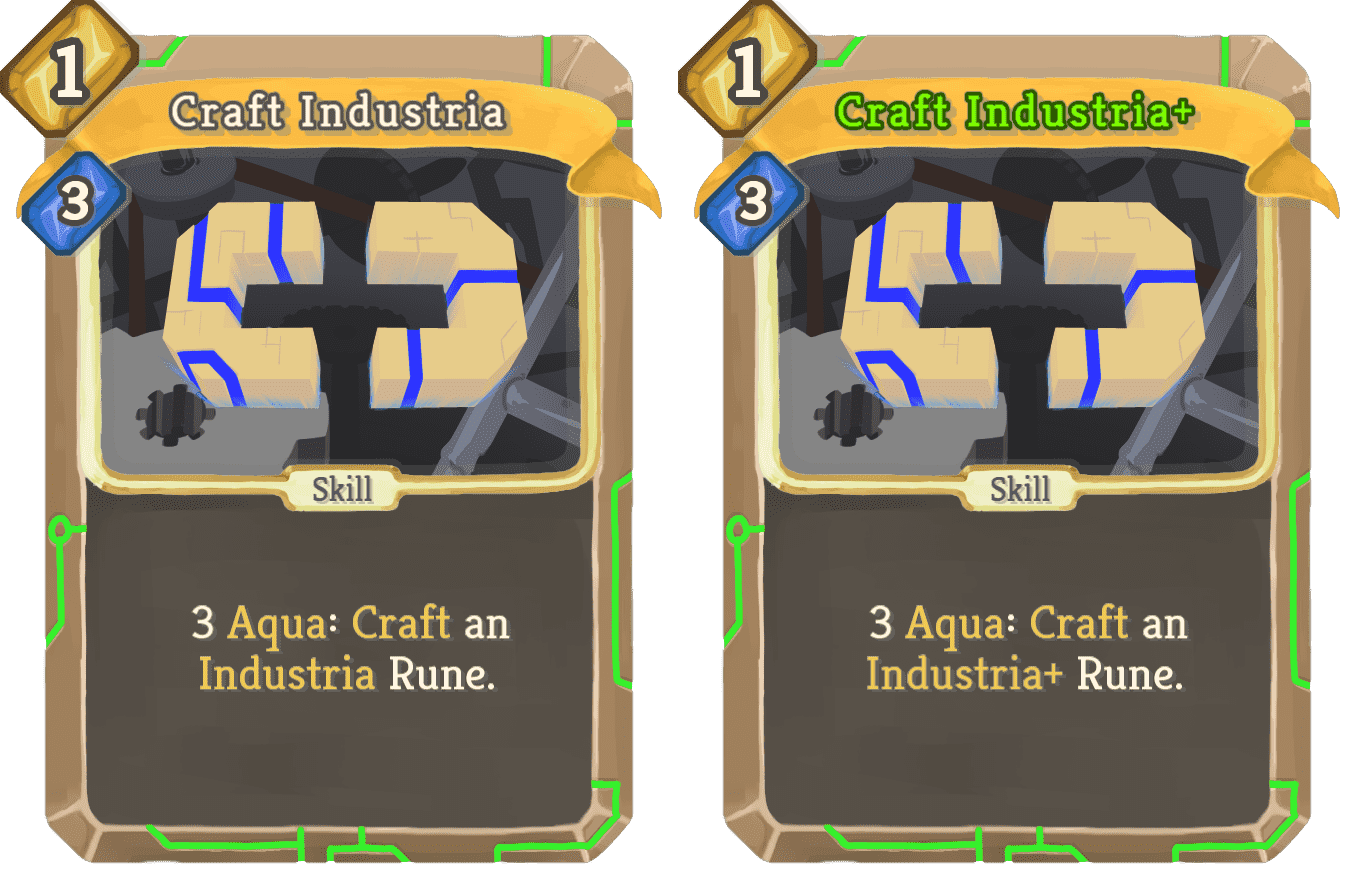 1
Craft Industria
3
Skill
3 Aqua: Craft an
Industria Rune.
1
Craft Industria+
3
Skill
3 Aqua: Craft an
Industria+ Rune.